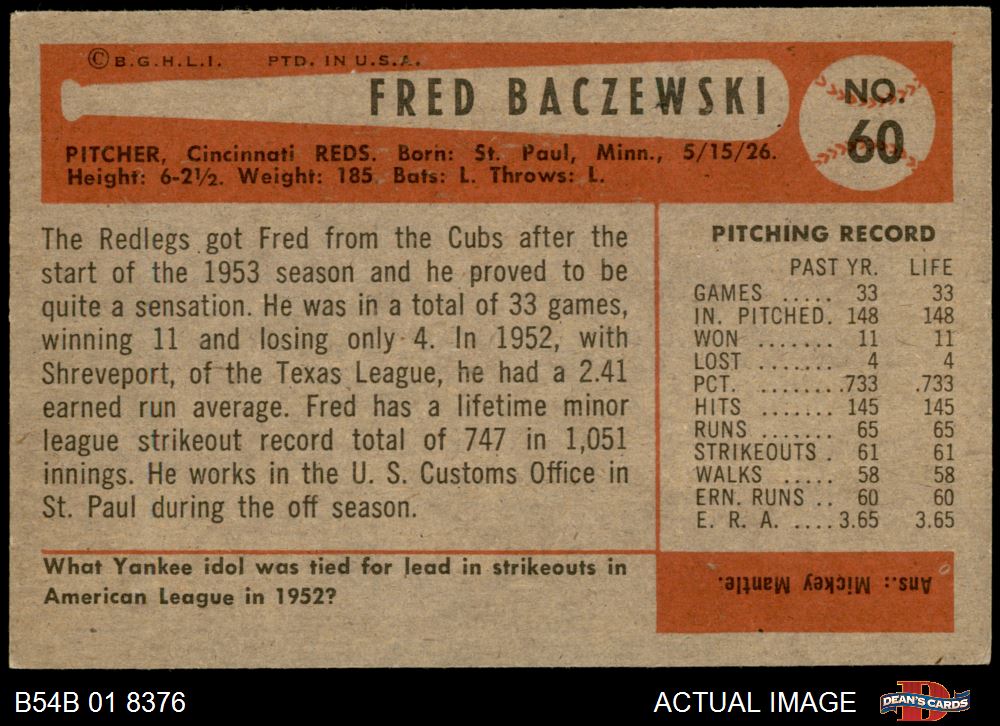 ©B.G.H.L.I. PTD. IN U.S.A.
FRED BACZEWSKI
NO.
60
PITCHER, Cincinnati REDS. Born: St. Paul, Minn., 5/15/26.
Height: 6-2½. Weight: 185 Bats: L. Throws: L.
The Redlegs got Fred from the Cubs after the
start of the 1953 season and he proved to be
quite a sensation. He was in a total of 33 games,
winning 11 and losing only 4. In 1952, with
Shreveport, of the Texas League, he had a 2.41
earned run average. Fred has a lifetime minor
league strikeout record total of 747 in 1,051
innings. He works in the U. S. Customs Office in
St. Paul during the off season.
What Yankee idol was tied for lead in strikeouts in
American League in 1952?
PITCHING RECORD
PAST YR. LIFE
GAMES ..... 33 33
IN. PITCHED. 148 148
WON ....... 11 11
LOST ....... 4 4
PCT. ........733 .733
HITS ....... 145 145
RUNS ....... 65 65
STRIKEOUTS . 61 61
WALKS ..... 58 58
ERN. RUNS .. 60 60
E. R. A. ....3.65 3.65
Ans.: Mickey Mantle.
B54B 01 8376
ACTUAL IMAGE
DEAN'S CARDS